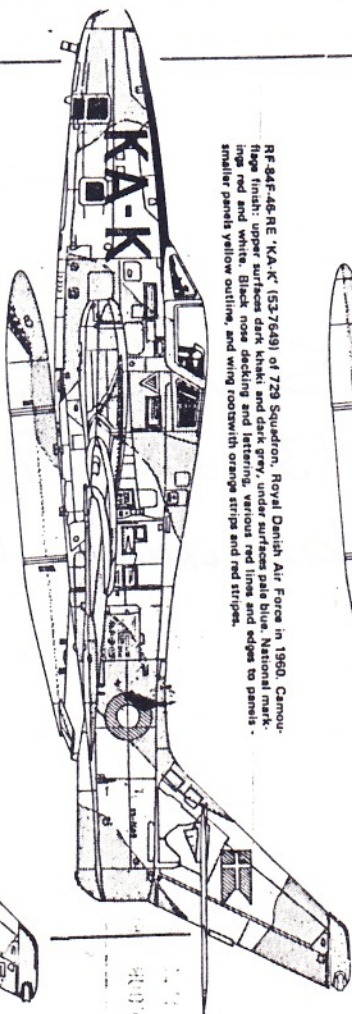 RF-84F-46-RE 'KA-K' (53-7649) of 729 Squadron, Royal Danish Air Force in 1960. Camou-
flage finish: upper surfaces dark khaki and dark grey, under surfaces pale blue. National mark-
ings red and white. Black nose decking and lettering, various red lines and edges to panels -
smaller panels yellow outline, and wing rootswith orange strips and red stripes.
KA-K